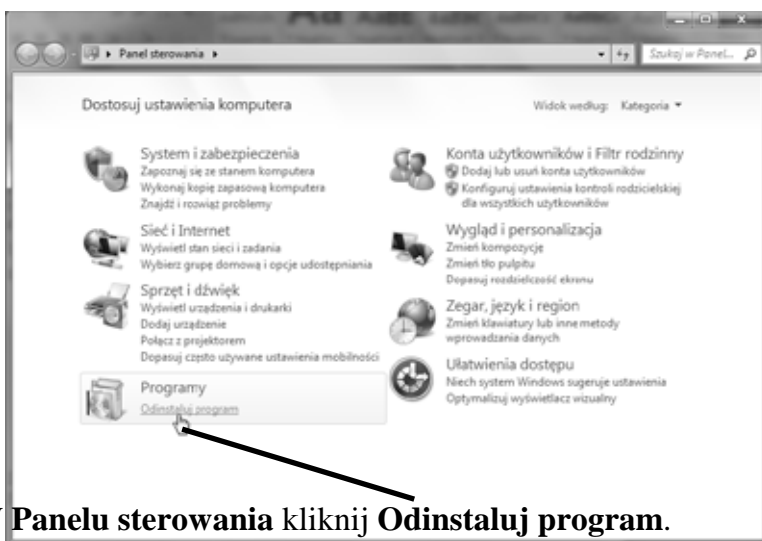 Panel sterowania
Szukaj w Panel...
Dostosuj ustawienia komputera
Widok według: Kategoria
System i zabezpieczenia
Zapoznaj się ze stanem komputera
Wykonaj kopię zapasową komputera
Znajdź i rozwiąż problemy
Sieć i Internet
Wyświetl stan sieci i zadania
Wybierz grupę domową i opcje udostępniania
Sprzęt i dźwięk
Wyświetl urządzenia i drukarki
Dodaj urządzenie
Połącz z projektorem
Dopasuj często używane ustawienia mobilności
Programy
Odinstaluj program
Konta użytkowników i Filtr rodzinny
Dodaj lub usuń konta użytkowników
Konfiguruj ustawienia kontroli rodzicielskiej
dla wszystkich użytkowników
Wygląd i personalizacja
Zmień kompozycję
Zmień tło pulpitu
Dopasuj rozdzielczość ekranu
Zegar, język i region
Zmień klawiatury lub inne metody
wprowadzania danych
Ułatwienia dostępu
Niech system Windows sugeruje ustawienia
Optymalizuj wyświetlacz wizualny
Panelu sterowania kliknij Odinstaluj program.